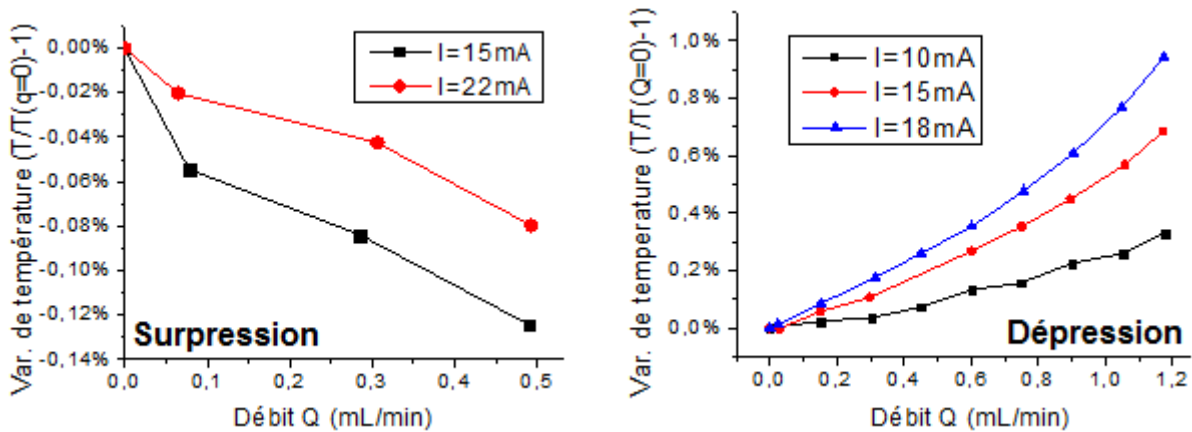 Var. de température (T/T(q=0)-1)
0,00%
-0,02%
-0,04%
-0,06%
-0,08%
-0,10%
-0,12%
-0,14%
I=15mA
I=22mA
Surpression
0,0
0,1
0,2
0,3
0,4
0,5
Débit Q (mL/min)
Var. de temperature (T/T(Q=0)-1)
1,0%
0,8%
0,6%
0,4%
0,2%
0,0%
I=10mA
I=15mA
I=18mA
Dépression
0,0
0,2
0,4
0,6
0,8
1,0
1,2
Débit Q (mL/min)